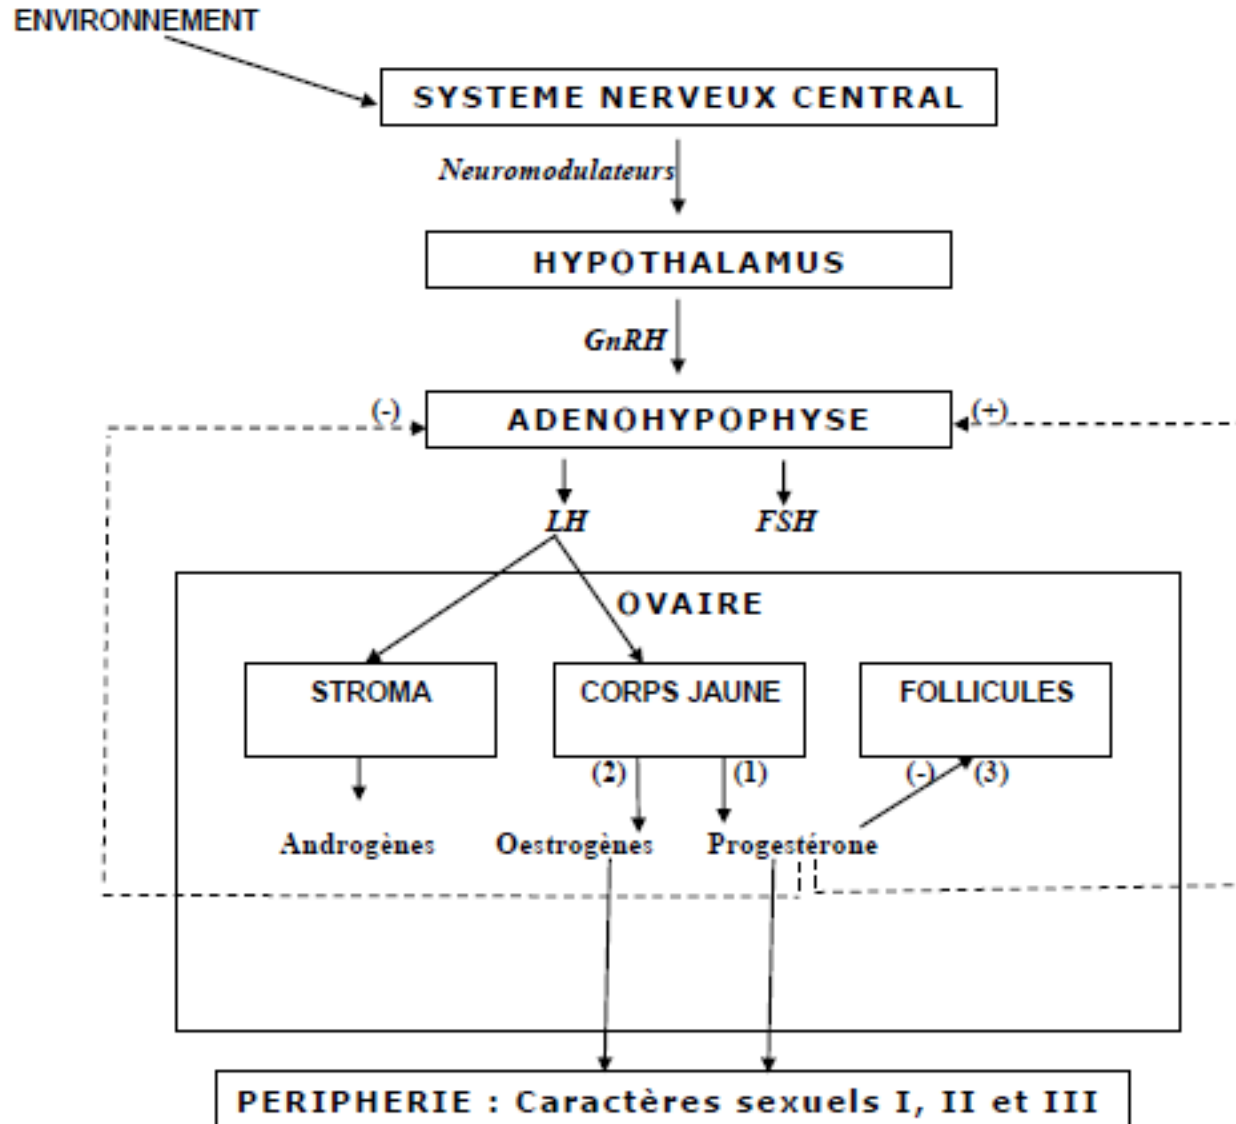 ENVIRONNEMENT
SYSTEME NERVEUX CENTRAL
Neuromodulateurs
HYPOTHALAMUS
GnRH
(-) ADENOHYPOPHYSE (+)
LH FSH
OVAIRE
STROMA CORPS JAUNE FOLLICULES
(2) (1) (-) (3)
Androgènes Oestrogènes Progestérone
PERIPHERIE : Caractères sexuels I, II et III